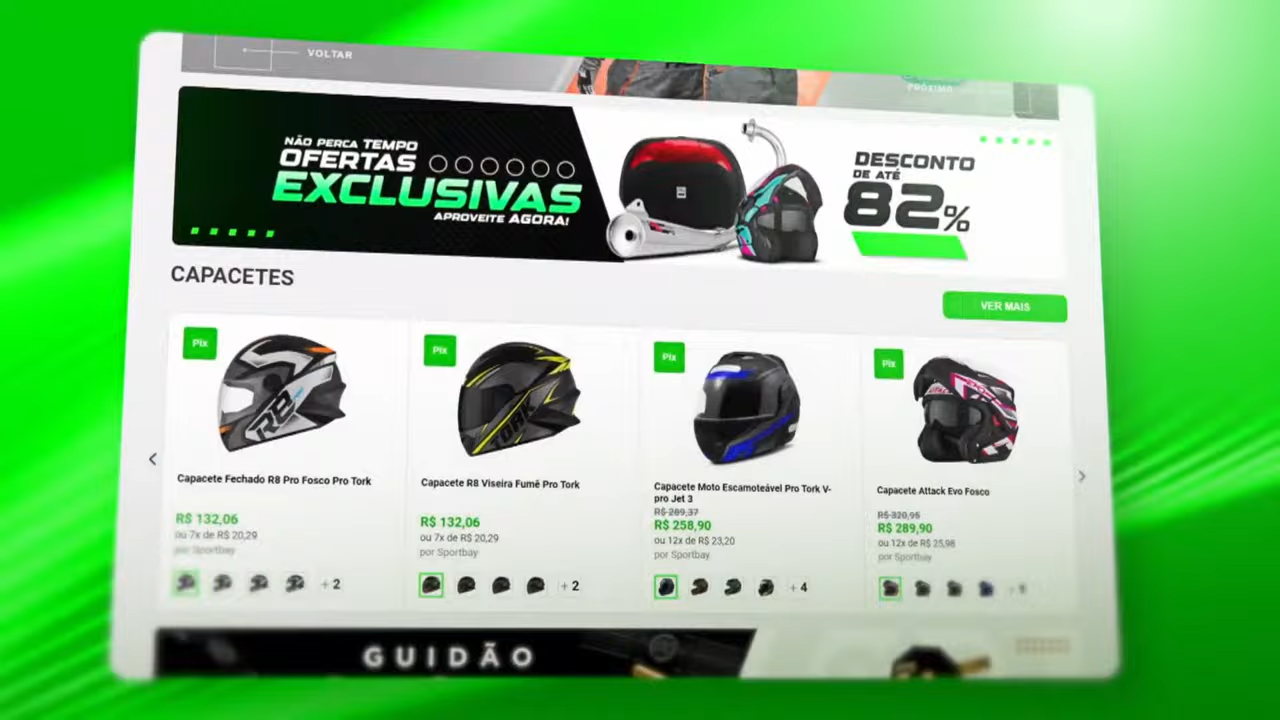 VOLTAR
PRÓXIMO
NÃO PERCA TEMPO
OFERTAS
EXCLUSIVAS
APROVEITE AGORA!
DESCONTO
DE ATÉ
82%
CAPACETES
VER MAIS
Pix
Pix
Pix
Pix
R8
TORK
Capacete Fechado R8 Pro Fosco Pro Tork
R$ 132,06
ou 7x de R$ 20,29
por Sportbay
+ 2
Capacete R8 Viseira Fumê Pro Tork
R$ 132,06
ou 7x de R$ 20,29
por Sportbay
+ 2
Capacete Moto Escamoteável Pro Tork V-
pro Jet 3
R$ 289,37
R$ 258,90
ou 12x de R$ 23,20
por Sportbay
+ 4
Capacete Attack Evo Fosco
R$ 320,95
R$ 289,90
ou 12x de R$ 25,98
por Sportbay
GUIDÃO